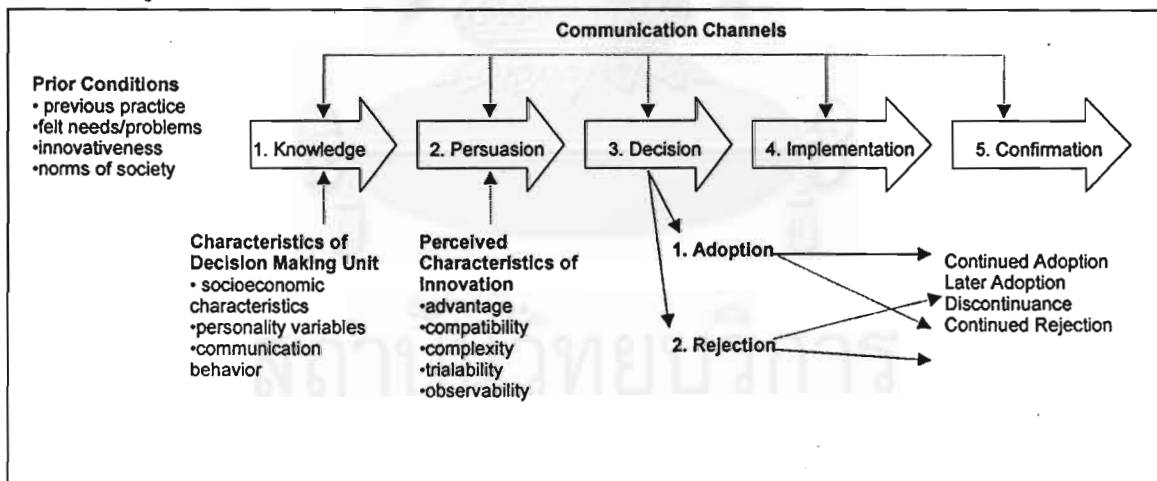 Communication Channels
Prior Conditions
• previous practice
•felt needs/problems
•innovativeness
•norms of society
1. Knowledge
2. Persuasion
3. Decision
4. Implementation
5. Confirmation
Characteristics of
Decision Making Unit
• socioeconomic
characteristics
•personality variables
•communication
behavior
Perceived
Characteristics of
Innovation
•advantage
•compatibility
•complexity
•trialability
•observability
1. Adoption
2. Rejection
Continued Adoption
Later Adoption
Discontinuance
Continued Rejection